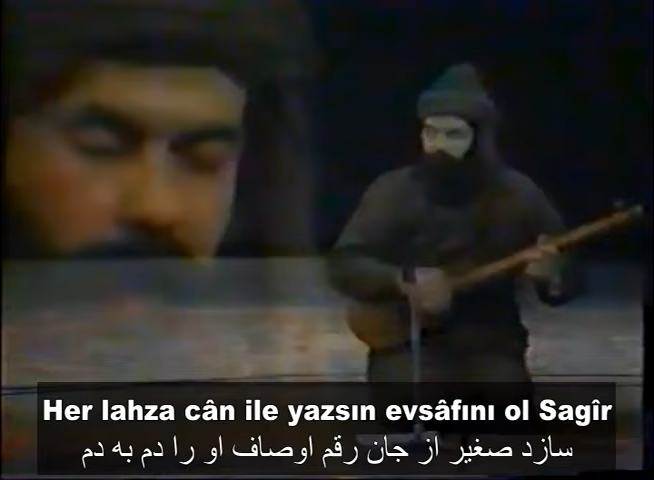 Her lahza cân ile yazsın evsâfını ol Sagîr
سازد صغیر از جان رقم اوصاف او را دم به دم